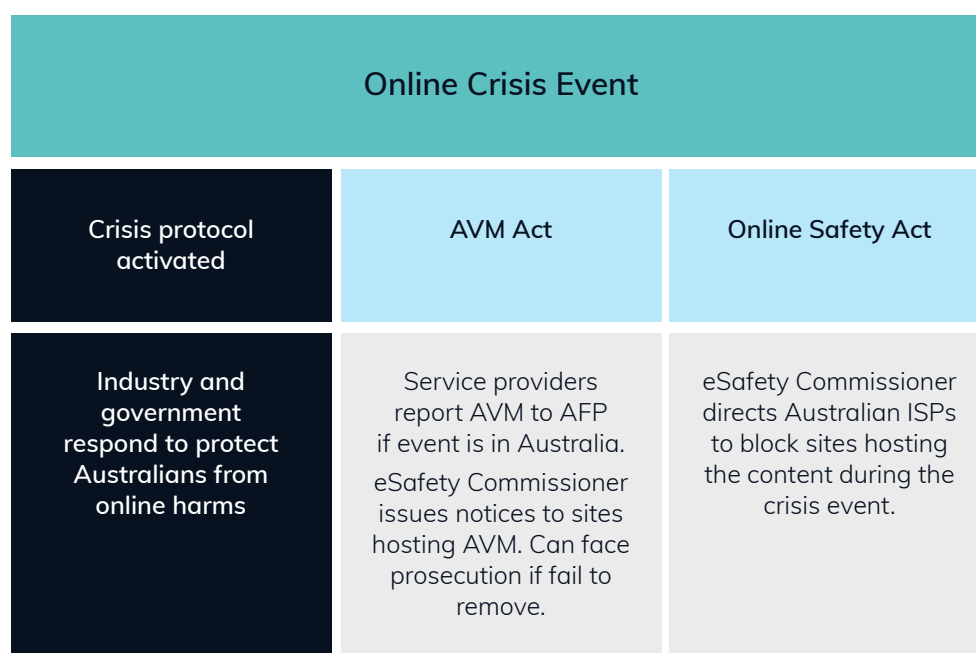 Online Crisis Event
Crisis protocol
activated
AVM Act
Online Safety Act
Industry and
government
respond to protect
Australians from
online harms
Service providers
report AVM to AFP
if event is in Australia.
eSafety Commissioner
issues notices to sites
hosting AVM. Can face
prosecution if fail to
remove.
eSafety Commissioner
directs Australian ISPs
to block sites hosting
the content during the
crisis event.